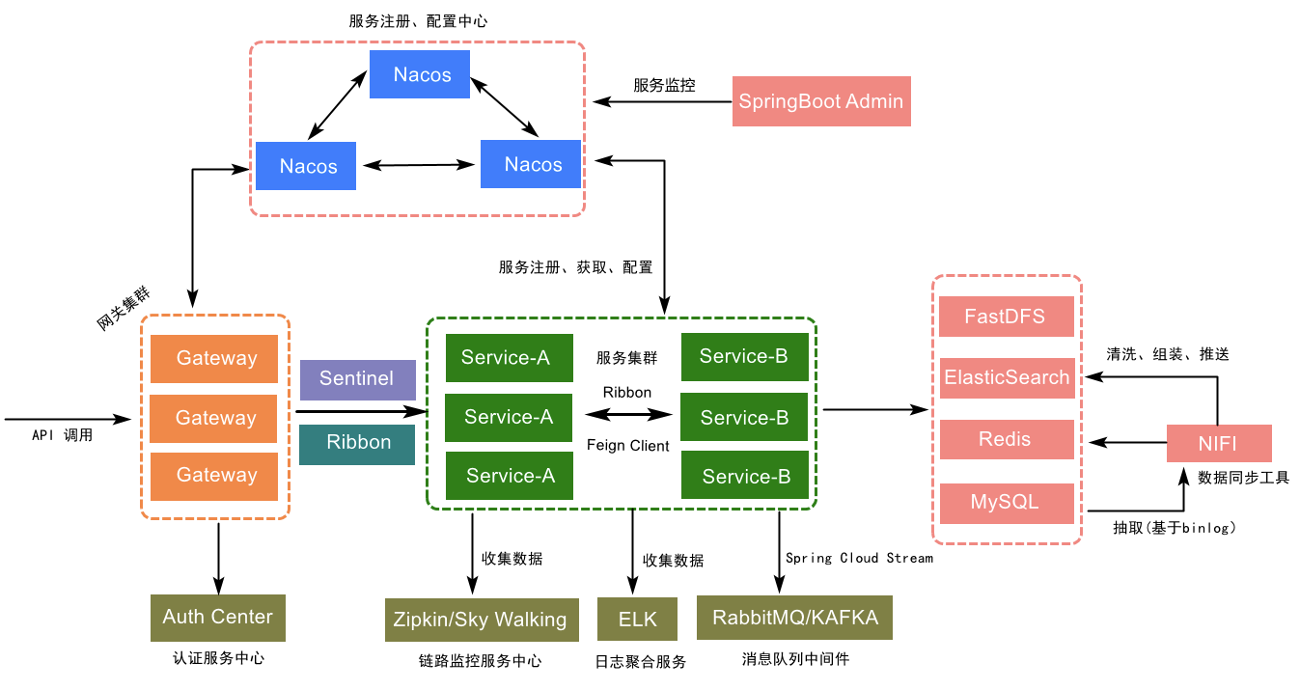 服务注册、配置中心
Nacos
服务监控
SpringBoot Admin
Nacos
Nacos
服务注册、获取、配置
网关集群
Gateway
Gateway
Gateway
API 调用
Sentinel
Ribbon
Service-A
Service-A
Service-A
服务集群
Ribbon
Feign Client
Service-B
Service-B
Service-B
FastDFS
ElasticSearch
Redis
MySQL
清洗、组装、推送
NIFI
数据同步工具
抽取(基于binlog)
收集数据
收集数据
Spring Cloud Stream
Auth Center
认证服务中心
Zipkin/Sky Walking
链路监控服务中心
ELK
日志聚合服务
RabbitMQ/KAFKA
消息队列中间件